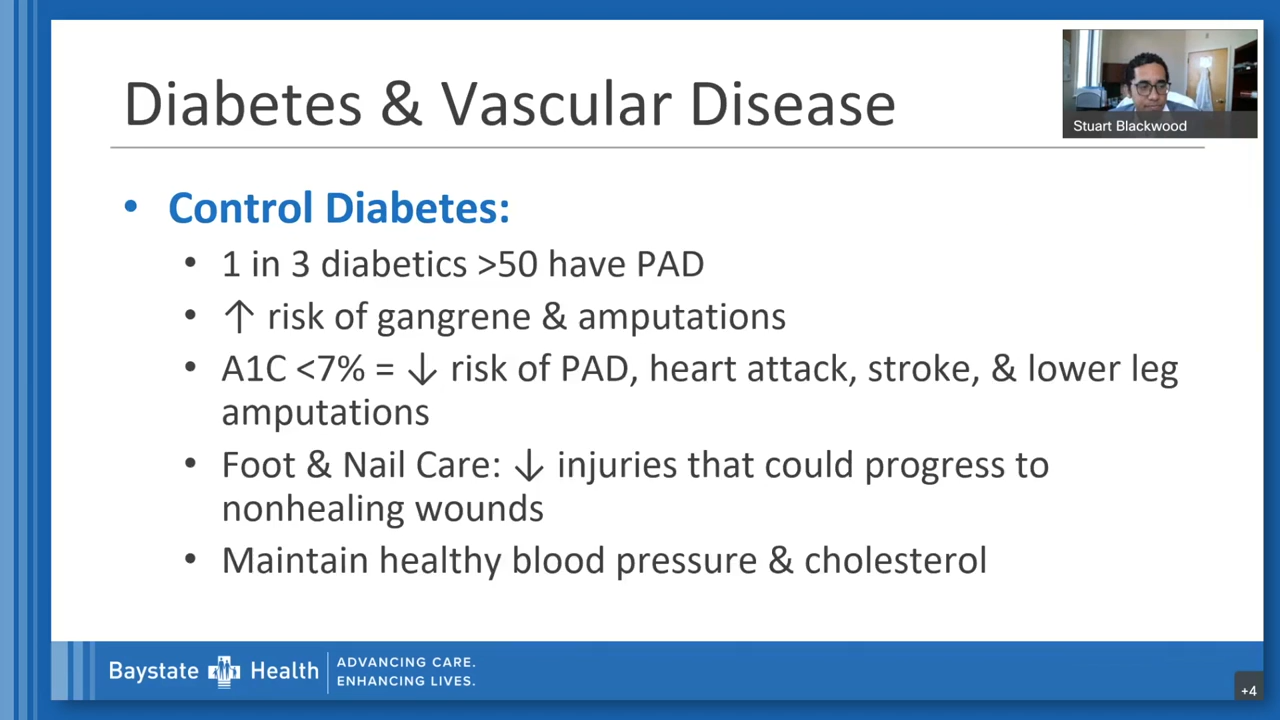 Diabetes & Vascular Disease
Stuart Blackwood
• Control Diabetes:
• 1 in 3 diabetics >50 have PAD
• ↑ risk of gangrene & amputations
• A1C <7% = ↓ risk of PAD, heart attack, stroke, & lower leg
amputations
• Foot & Nail Care: ↓ injuries that could progress to
nonhealing wounds
• Maintain healthy blood pressure & cholesterol
Baystate Health
ADVANCING CARE.
ENHANCING LIVES.
+4